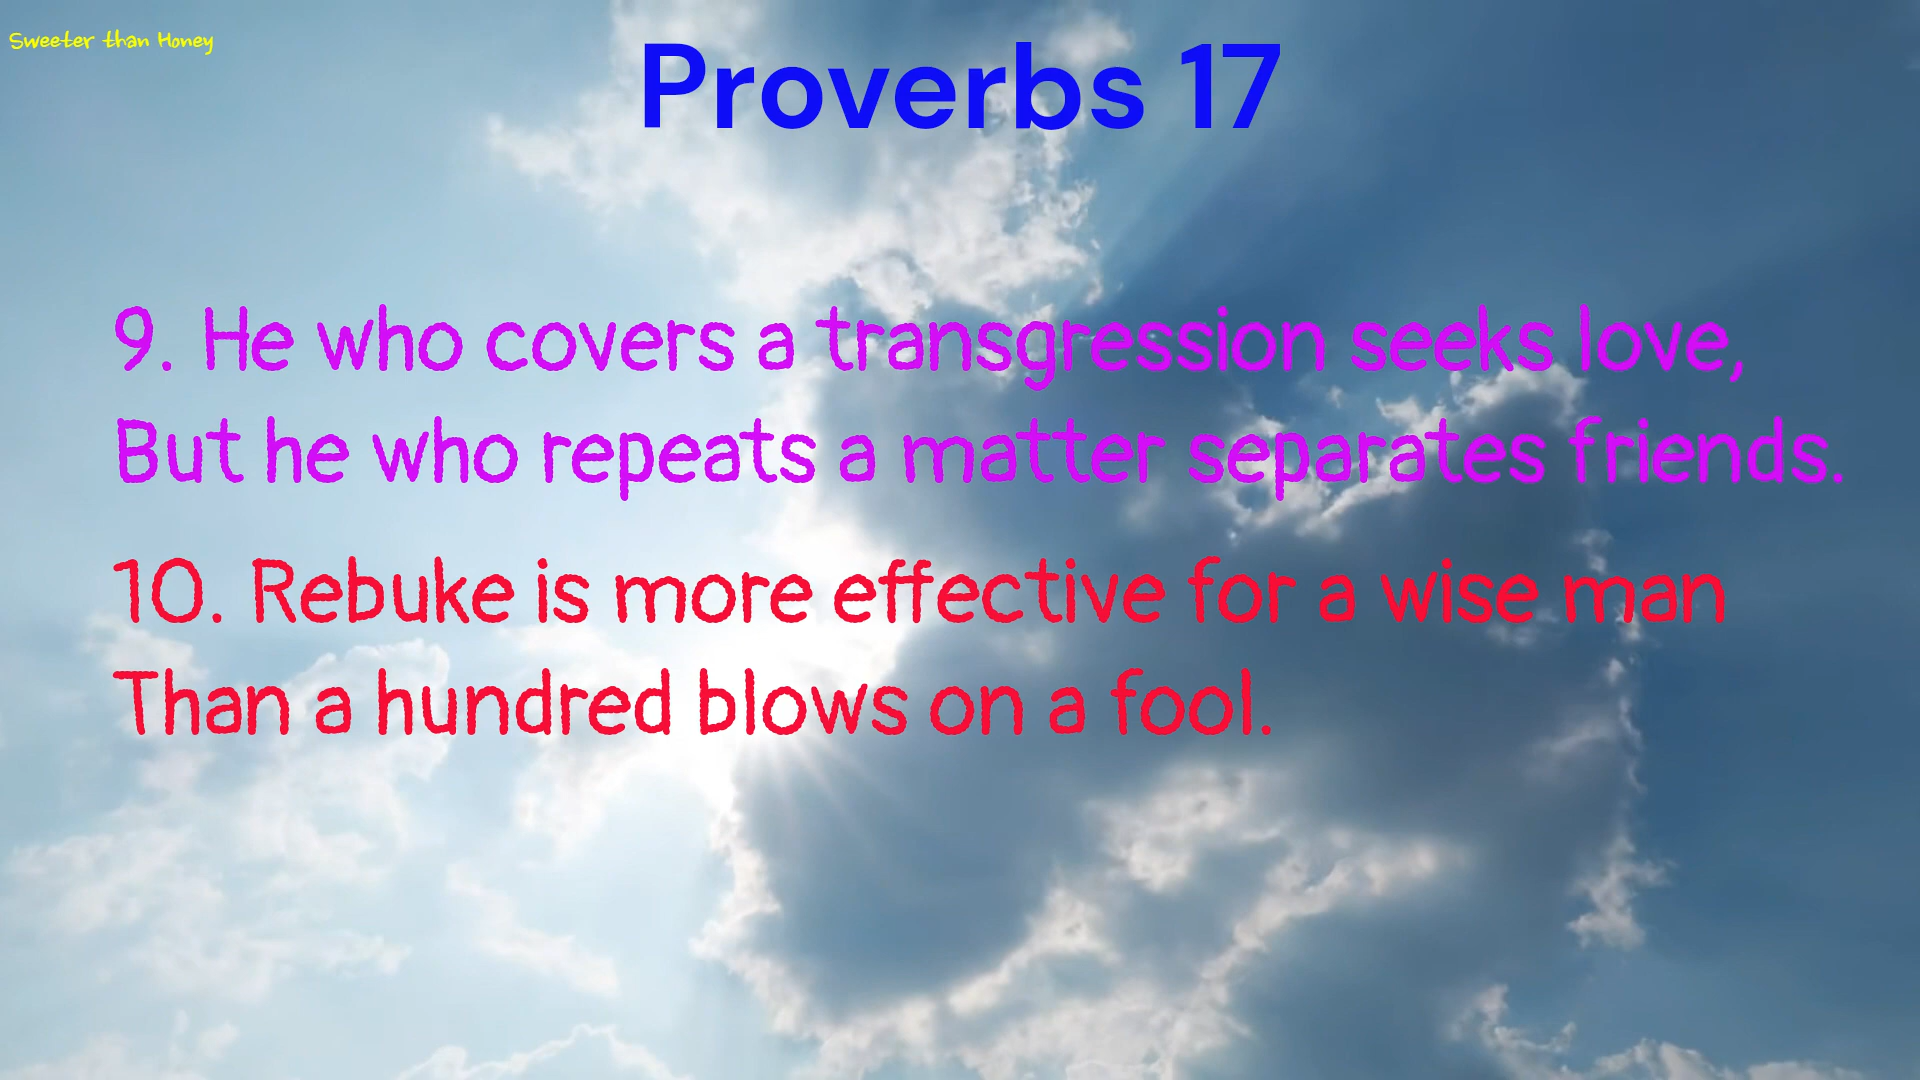 Sweeter than Honey
Proverbs 17
9. He who covers a transgression seeks love,
But he who repeats a matter separates friends.
10. Rebuke is more effective for a wise man
Than a hundred blows on a fool.